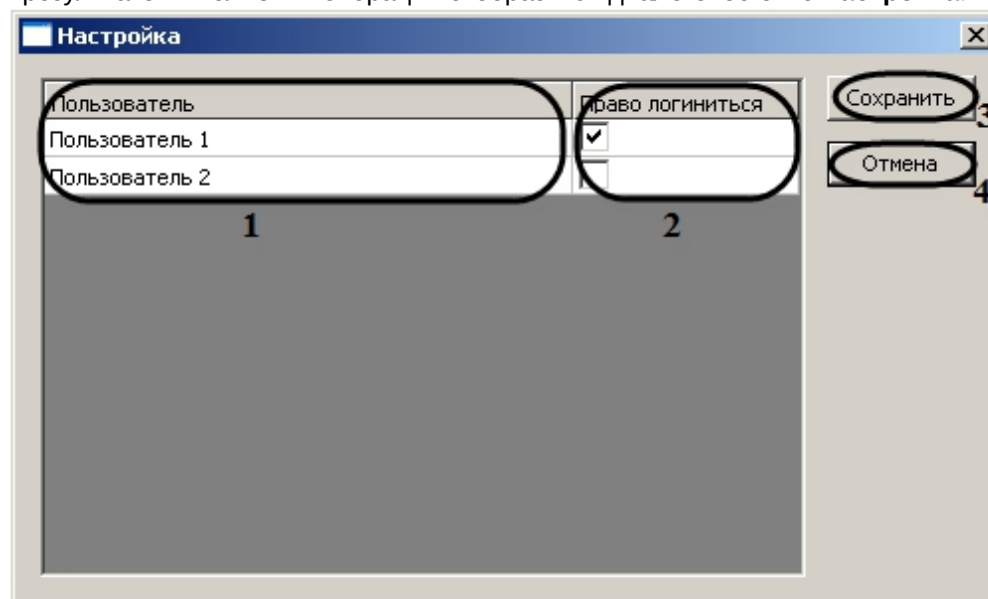 Настройка
Пользователь Право логиниться Сохранить
3
Пользователь 1
Пользователь 2 Отмена
4
1 2